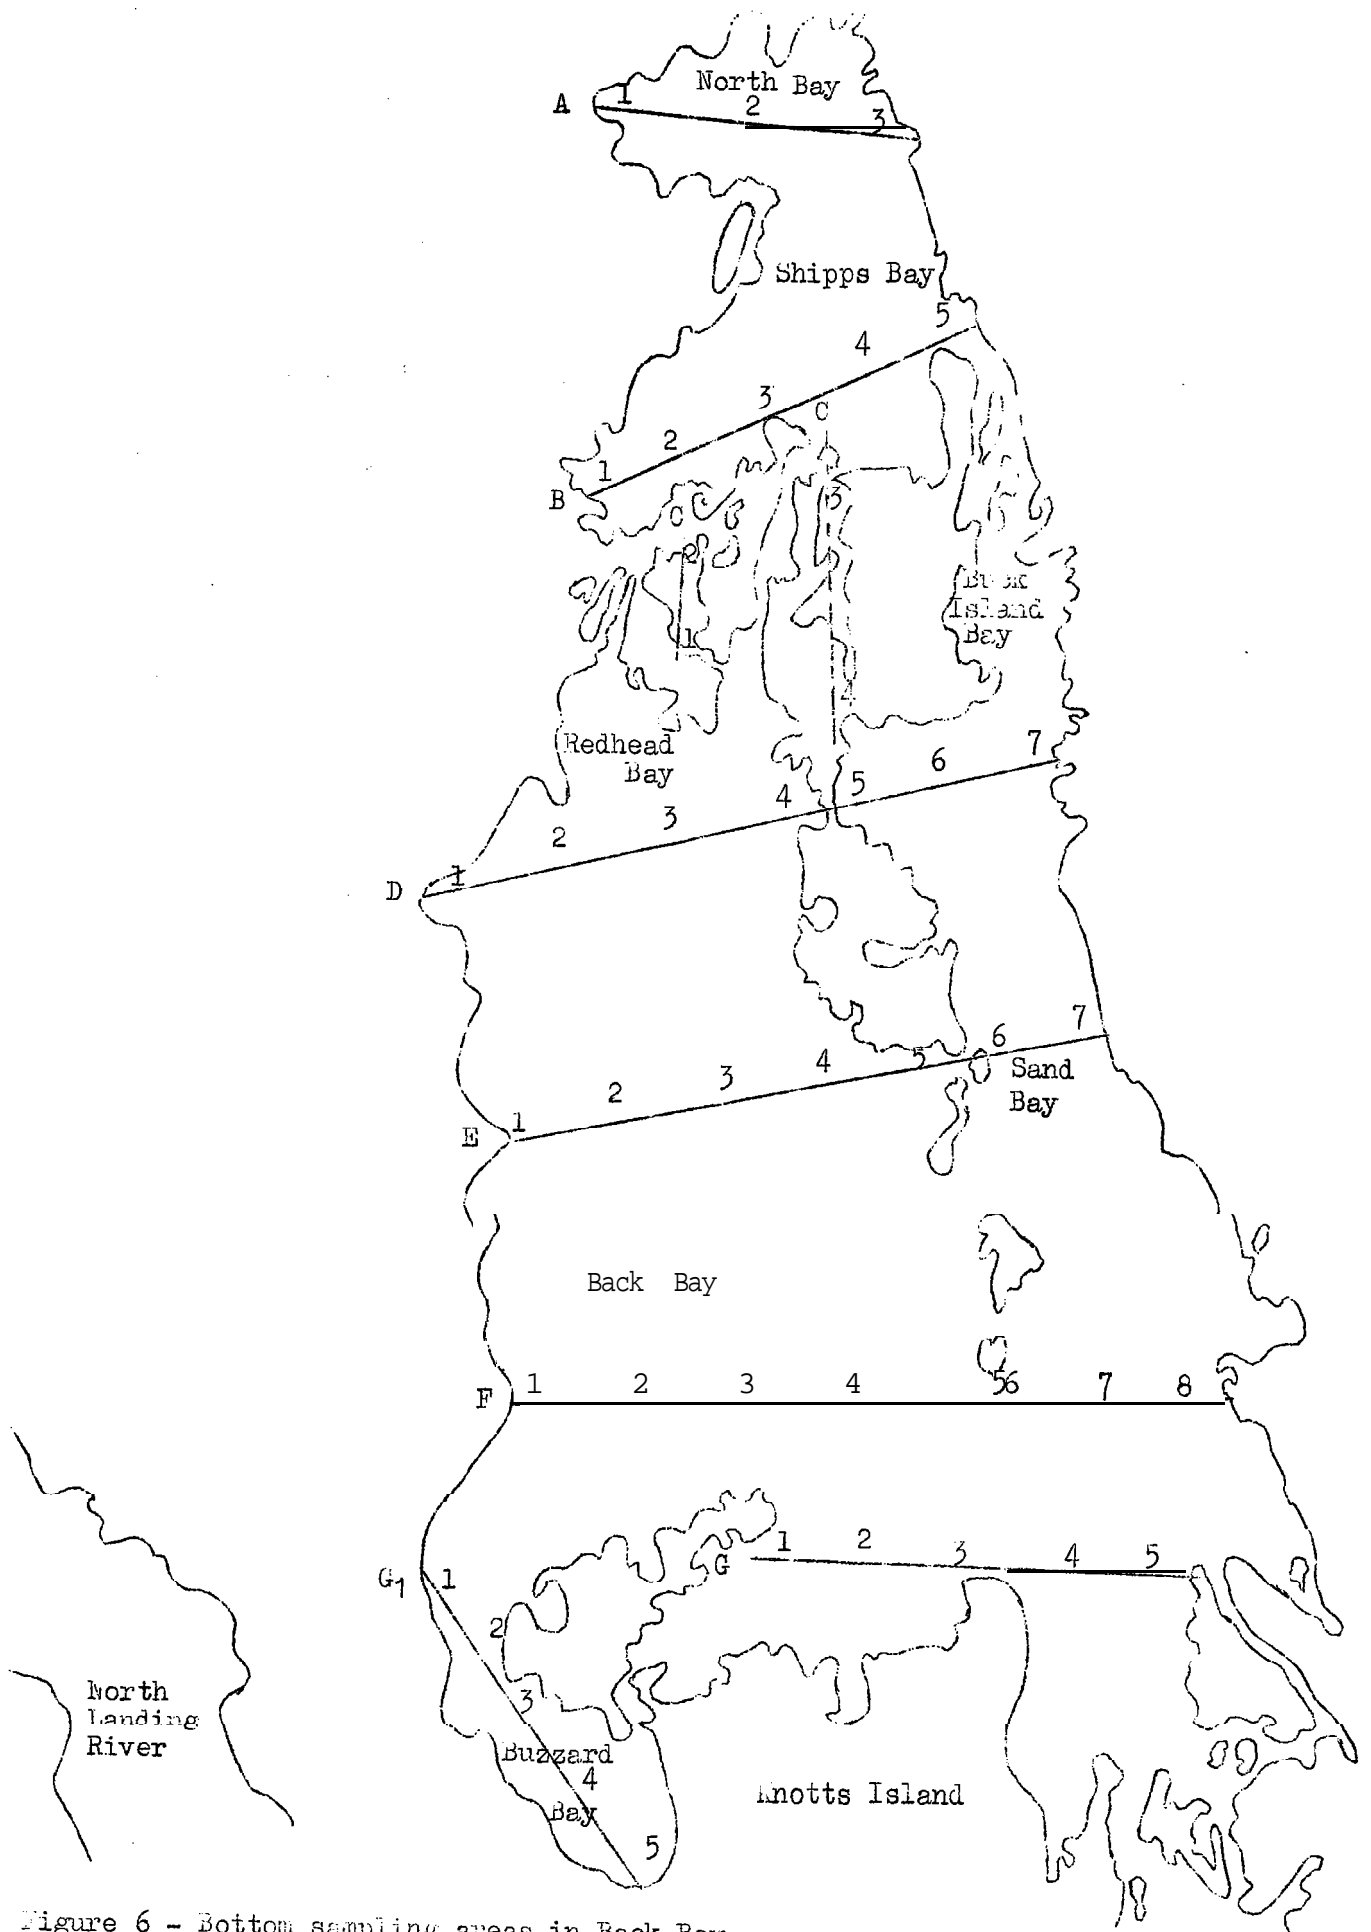 North Bay
A 1 2 3
Shipps Bay
B 1 2 3 4 5
C
C
3
2
1
Island
Bay
4
Redhead
Bay
D 1 2 3 4 5 6 7
E 1 2 3 4 5 6 7
Sand
Bay
Back Bay
F 1 2 3 4 5 6 7 8
G 1 2 3 4 5
G1 1
2
3
North
Landing
River
Buzzard
4
Bay
5
Knotts Island
Figure 6 - Bottom sampling areas in Back Bay